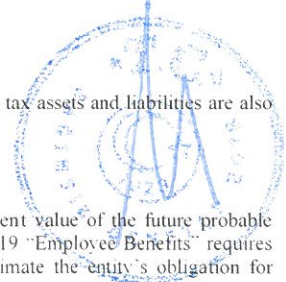 tax assets and liabilities are also
ent value of the future probable
19 "Employee Benefits" requires
imate the entity's obligation for